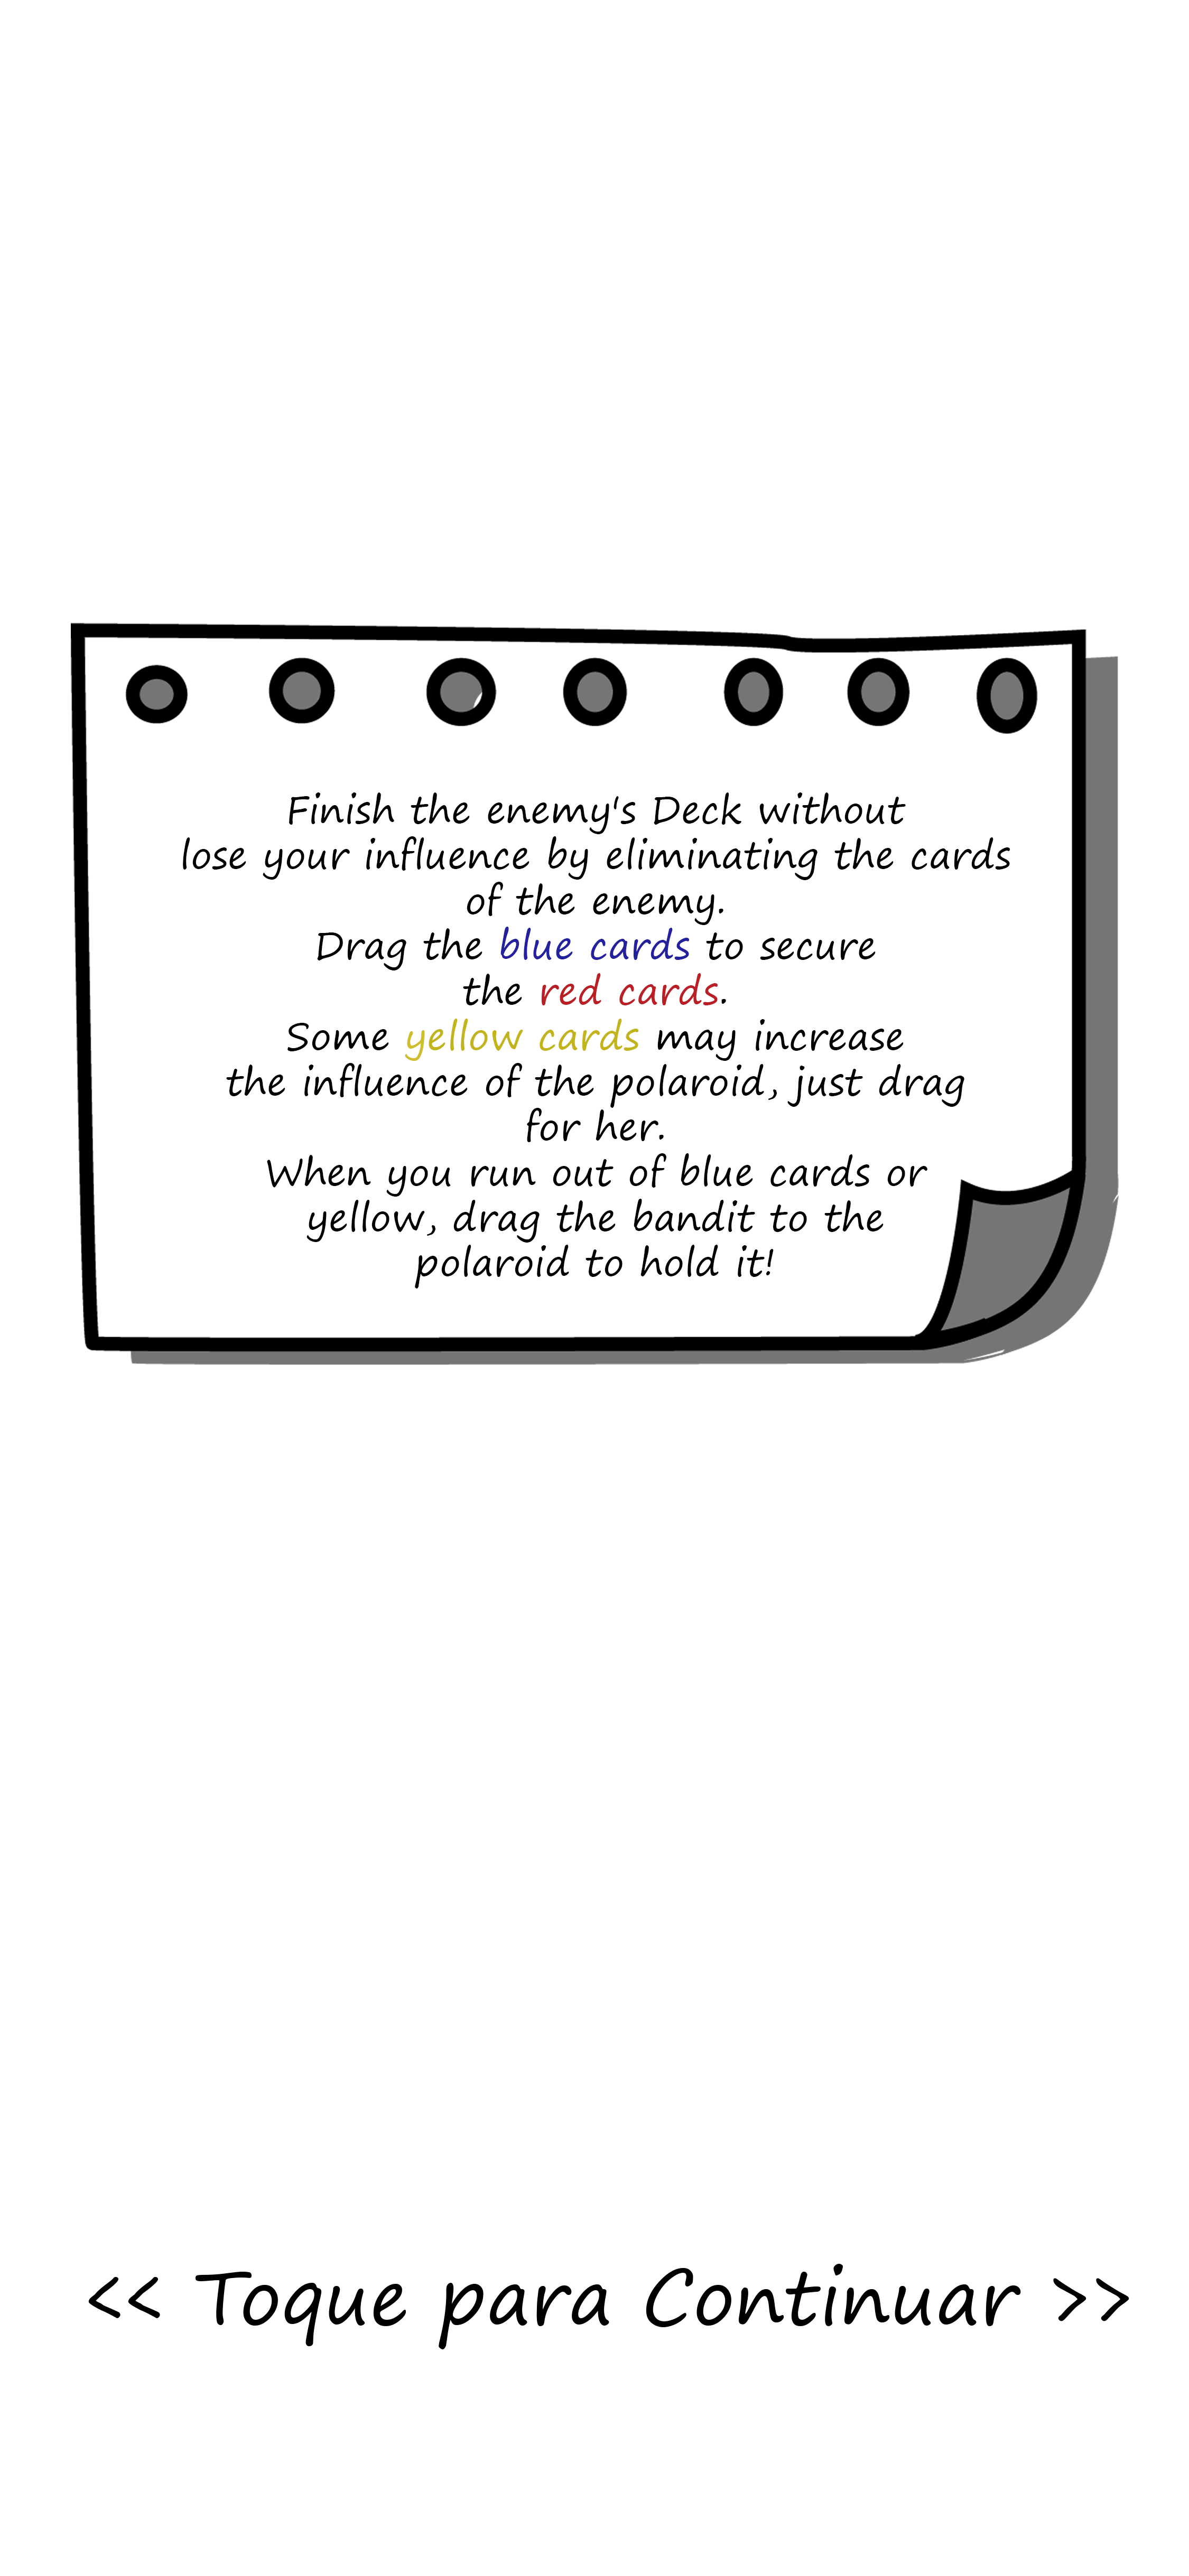 Finish the enemy's Deck without
lose your influence by eliminating the cards
of the enemy.
Drag the blue cards to secure
the red cards.
Some yellow cards may increase
the influence of the polaroid, just drag
for her.
When you run out of blue cards or
yellow, drag the bandit to the
polaroid to hold it!
<< Toque para Continuar >>